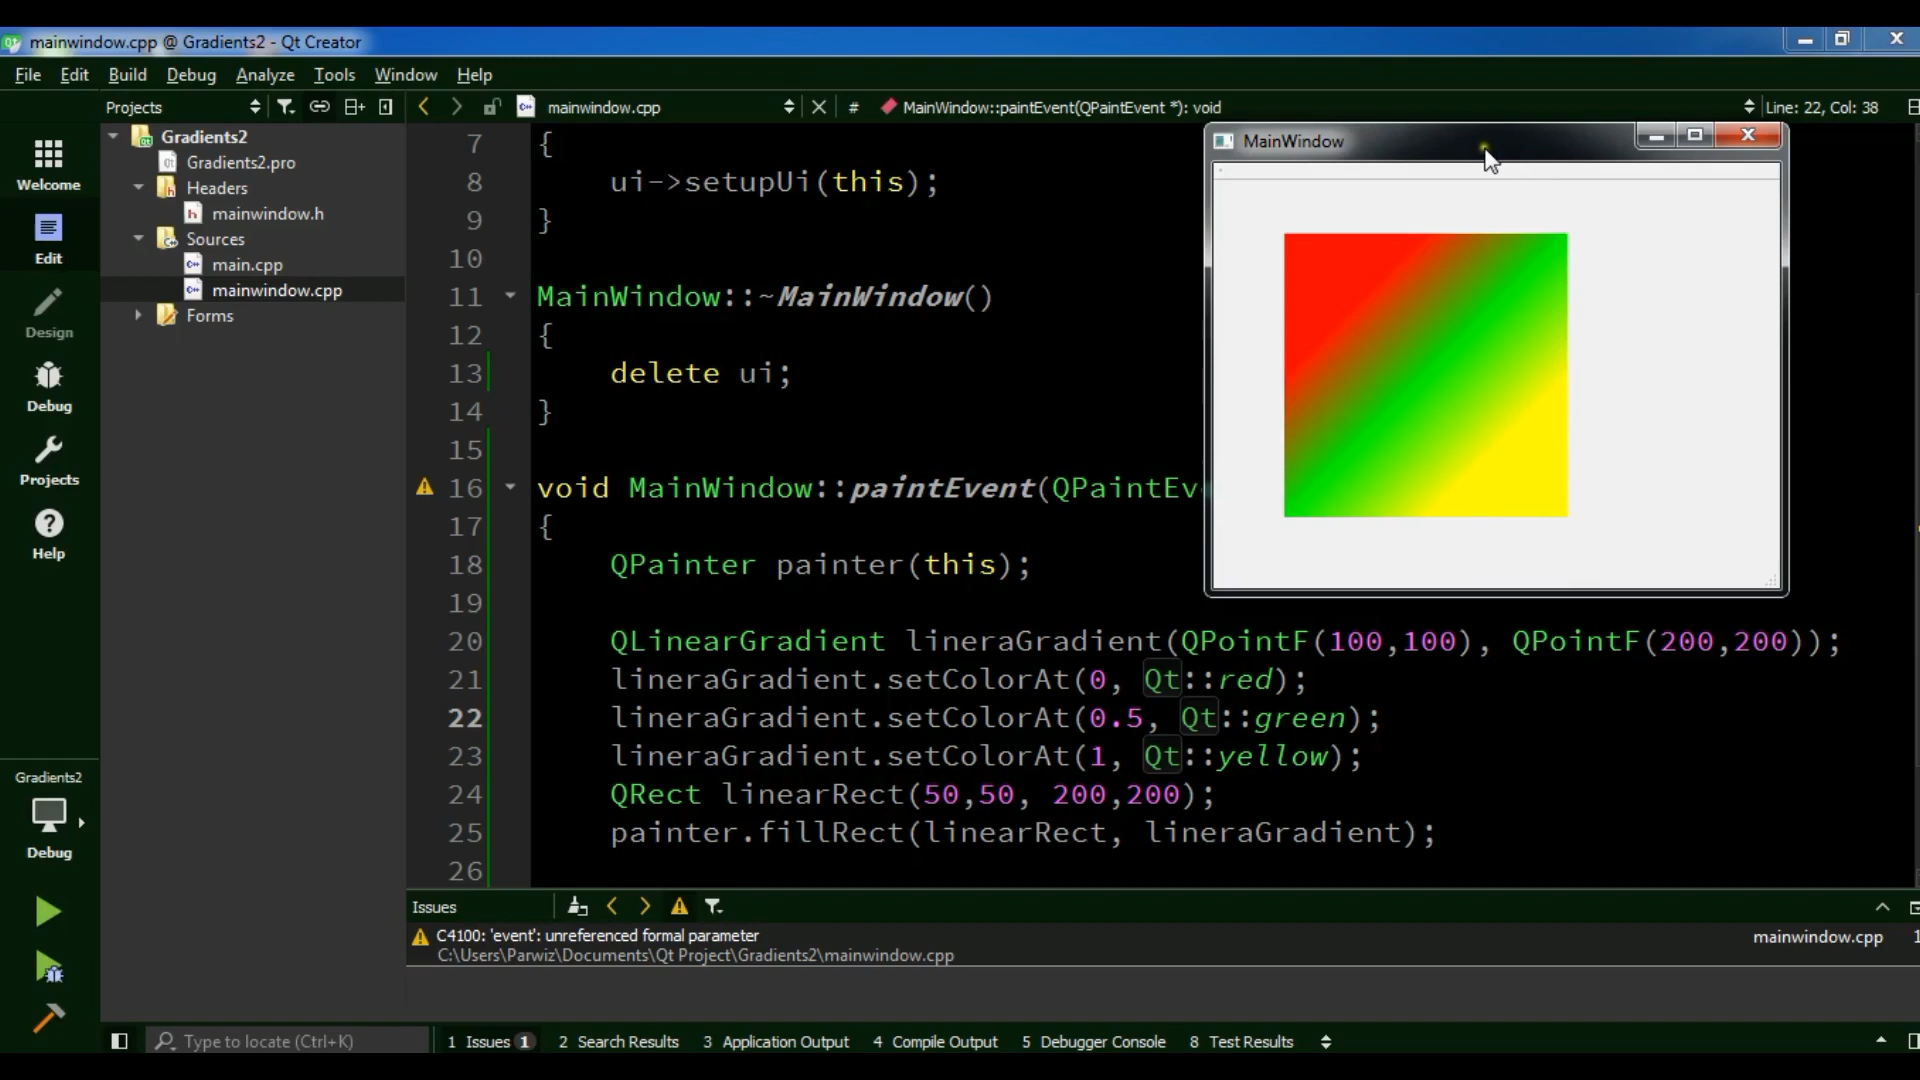 mainwindow.cpp @ Gradients2 - Qt Creator
File Edit Build Debug Analyze Tools Window Help
Projects
mainwindow.cpp
# MainWindow::paintEvent(QPaintEvent *): void
Line: 22, Col: 38
Welcome
Edit
Design
Debug
Projects
Help
Gradients2
Debug
Gradients2
Gradients2.pro
Headers
mainwindow.h
Sources
main.cpp
mainwindow.cpp
Forms
7 {
8 ui->setupUi(this);
9 }
10
11 MainWindow::~MainWindow()
12 {
13 delete ui;
14 }
15
16 void MainWindow::paintEvent(QPaintEv
17 {
18 QPainter painter(this);
19
20 QLinearGradient lineraGradient(QPointF(100,100), QPointF(200,200));
21 lineraGradient.setColorAt(0, Qt::red);
22 lineraGradient.setColorAt(0.5, Qt::green);
23 lineraGradient.setColorAt(1, Qt::yellow);
24 QRect linearRect(50,50, 200,200);
25 painter.fillRect(linearRect, lineraGradient);
26
MainWindow
Issues
C4100: 'event': unreferenced formal parameter
C:\Users\Parwiz\Documents\Qt Project\Gradients2\mainwindow.cpp
mainwindow.cpp
Type to locate (Ctrl+K)
1 Issues 1 2 Search Results 3 Application Output 4 Compile Output 5 Debugger Console 8 Test Results